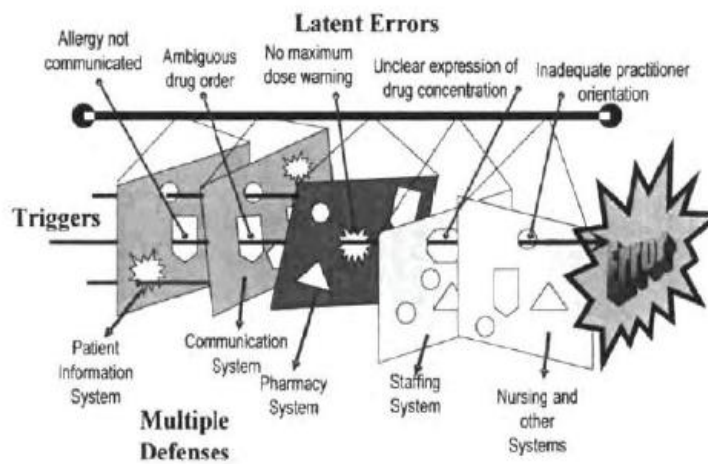 Latent Errors
Allergy not
communicated
Ambiguous
drug order
No maximum
dose warning
Unclear expression of
drug concentration
Inadequate practitioner
orientation
Triggers
Patient
Information
System
Communication
System
Pharmacy
System
Staffing
System
Nursing and
other
Systems
Multiple
Defenses